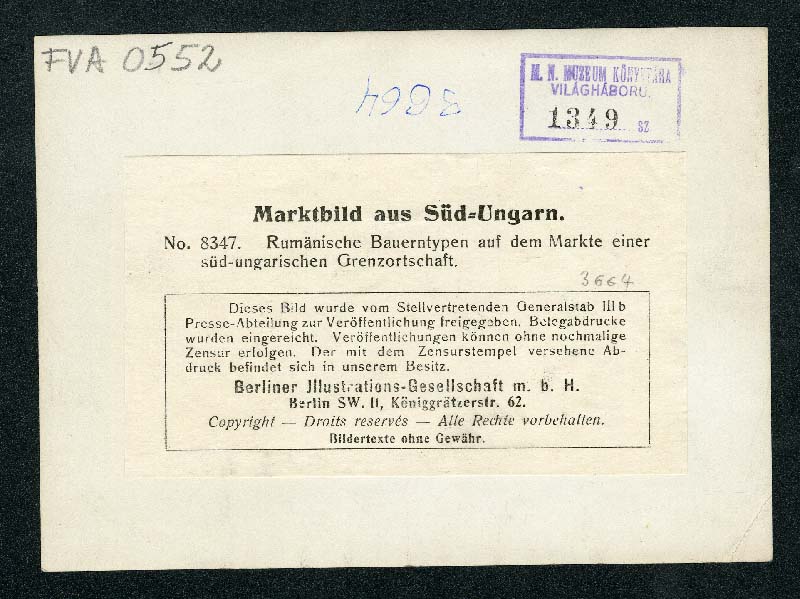 FVA 0552
3664
M. N. MUZEUM KÖNYVTÁRA
VILÁGHÁBORU.
1349 SZ
Marktbild aus Süd-Ungarn.
No. 8347. Rumänische Bauerntypen auf dem Markte einer
süd-ungarischen Grenzortschaft.
3664
Dieses Bild wurde vom Stellvertretenden Generalstab III b
Presse-Abteilung zur Veröffentlichung freigegeben. Belegabdrucke
wurden eingereicht. Veröffentlichungen können ohne nochmalige
Zensur erfolgen. Der mit dem Zensurstempel versehene Ab-
druck befindet sich in unserem Besitz.
Berliner Jllustrations-Gesellschaft m. b. H.
Berlin SW. 11, Königgrätzerstr. 62.
Copyright — Droits reservés — Alle Rechte vorbehalten.
Bildertexte ohne Gewähr.